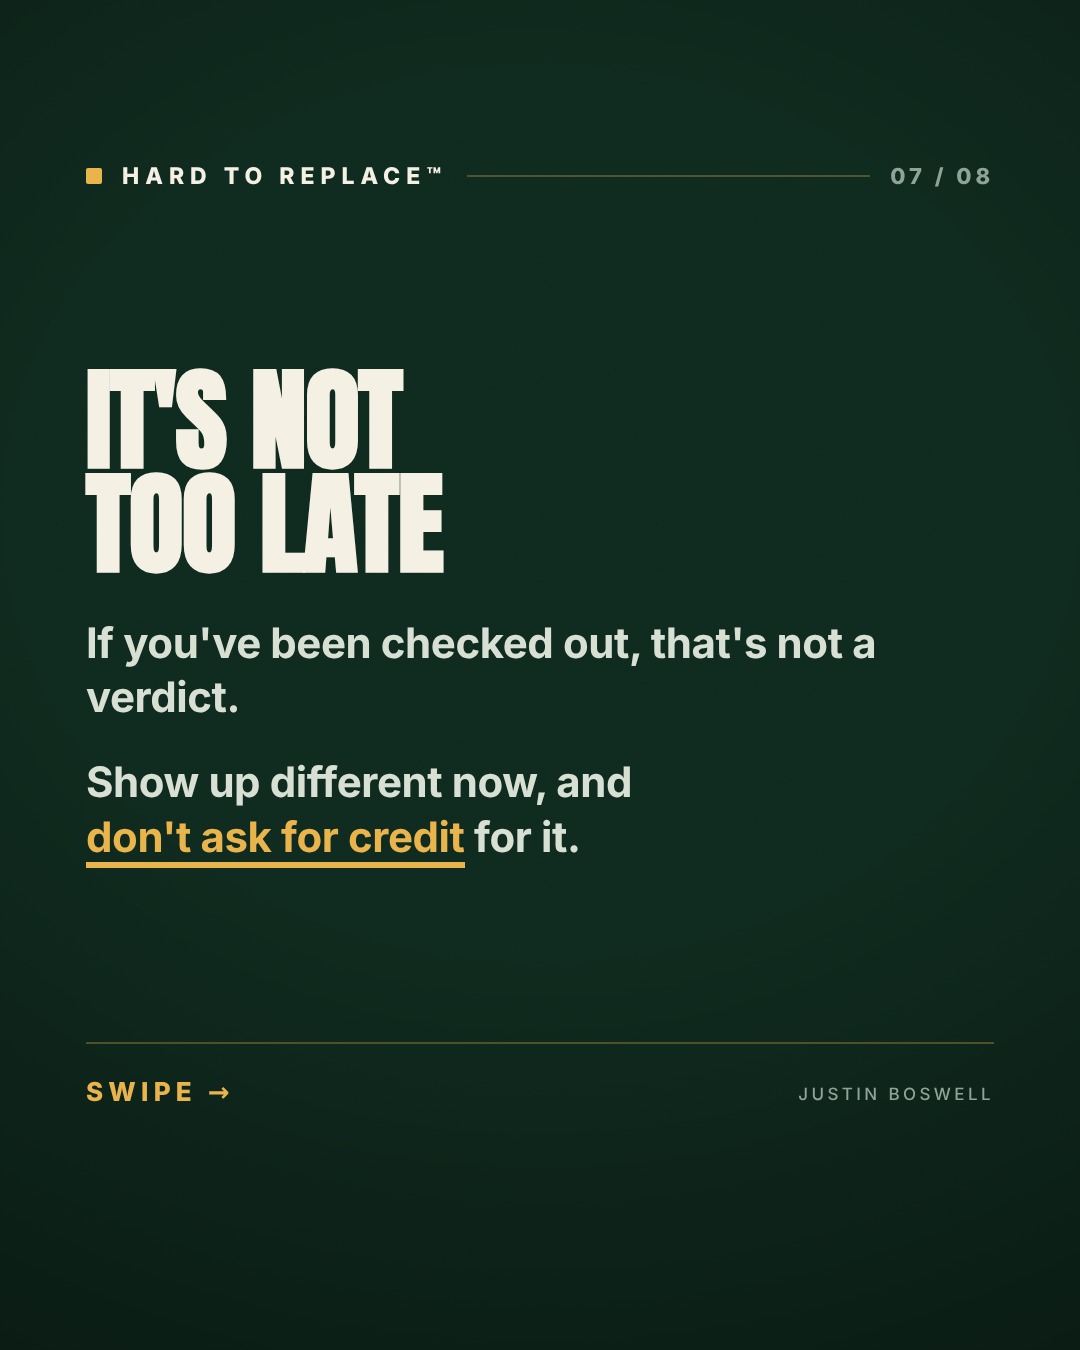 HARD TO REPLACE™
07 / 08
IT'S NOT
TOO LATE
If you've been checked out, that's not a
verdict.
Show up different now, and
don't ask for credit for it.
SWIPE →
JUSTIN BOSWELL